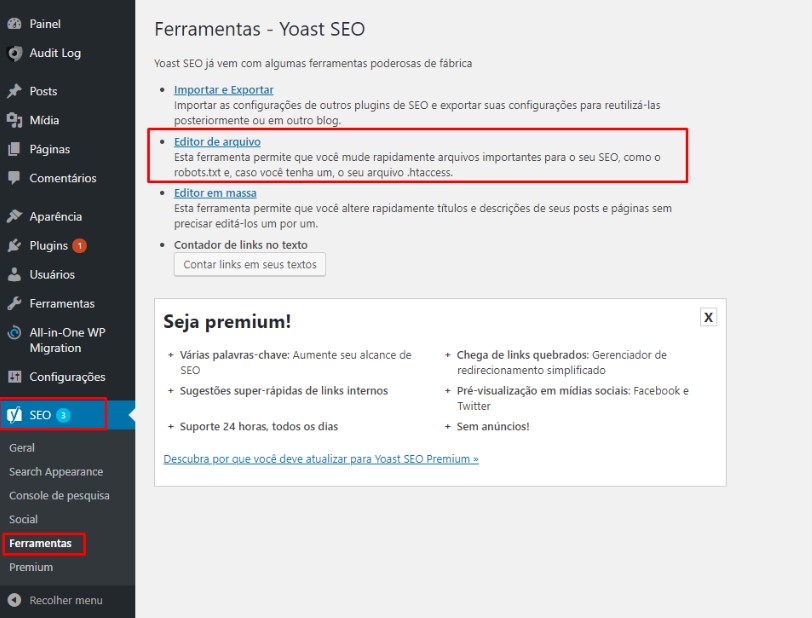 Painel
Audit Log
Posts
Mídia
Páginas
Comentários
Aparência
Plugins 1
Usuários
Ferramentas
All-in-One WP
Migration
Configurações
SEO 3
Geral
Search Appearance
Console de pesquisa
Social
Ferramentas
Premium
Recolher menu
Ferramentas - Yoast SEO
Yoast SEO já vem com algumas ferramentas poderosas de fábrica
• Importar e Exportar
Importar as configurações de outros plugins de SEO e exportar suas configurações para reutilizá-las
posteriormente ou em outro blog.
• Editor de arquivo
Esta ferramenta permite que você mude rapidamente arquivos importantes para o seu SEO, como o
robots.txt e, caso você tenha um, o seu arquivo .htaccess.
• Editor em massa
Esta ferramenta permite que você altere rapidamente títulos e descrições de seus posts e páginas sem
precisar editá-los um por um.
• Contador de links no texto
Contar links em seus textos
Seja premium!
X
+ Várias palavras-chave: Aumente seu alcance de
SEO
+ Sugestões super-rápidas de links internos
+ Suporte 24 horas, todos os dias
+ Chega de links quebrados: Gerenciador de
redirecionamento simplificado
+ Pré-visualização em mídias sociais: Facebook e
Twitter
+ Sem anúncios!
Descubra por que você deve atualizar para Yoast SEO Premium »